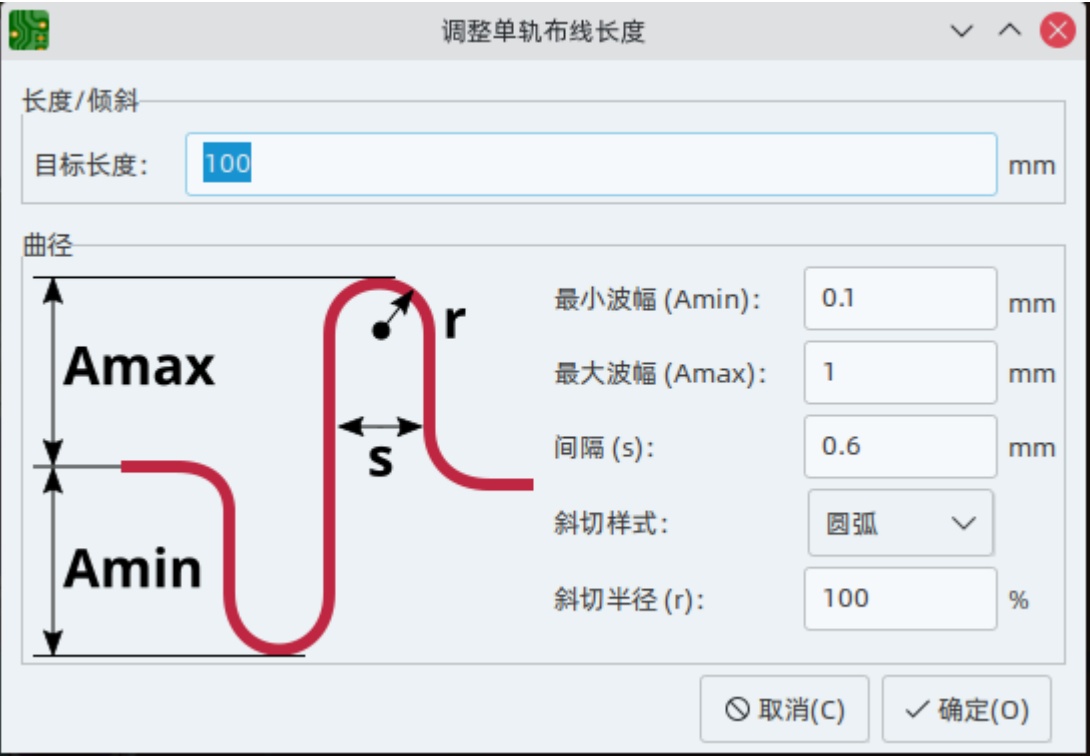 调整单轨布线长度
长度/倾斜
目标长度: 100 mm
曲径
Amax
r
s
Amin
最小波幅 (Amin): 0.1 mm
最大波幅 (Amax): 1 mm
间隔 (s): 0.6 mm
斜切样式: 圆弧
斜切半径 (r): 100 %
取消(C) 确定(O)